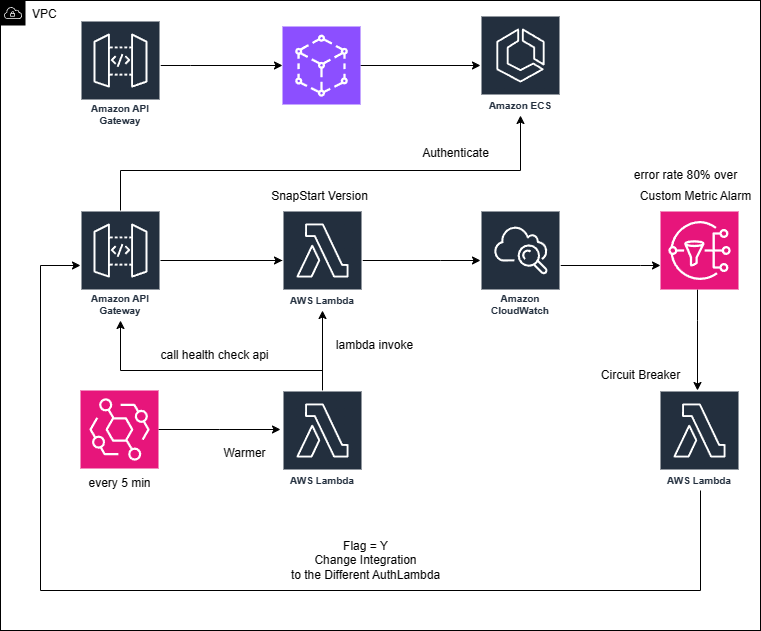 VPC
Amazon API
Gateway
Amazon ECS
Authenticate
error rate 80% over
SnapStart Version
Custom Metric Alarm
Amazon API
Gateway
AWS Lambda
Amazon
CloudWatch
lambda invoke
call health check api
Circuit Breaker
Warmer
every 5 min
AWS Lambda
AWS Lambda
Flag = Y
Change Integration
to the Different AuthLambda